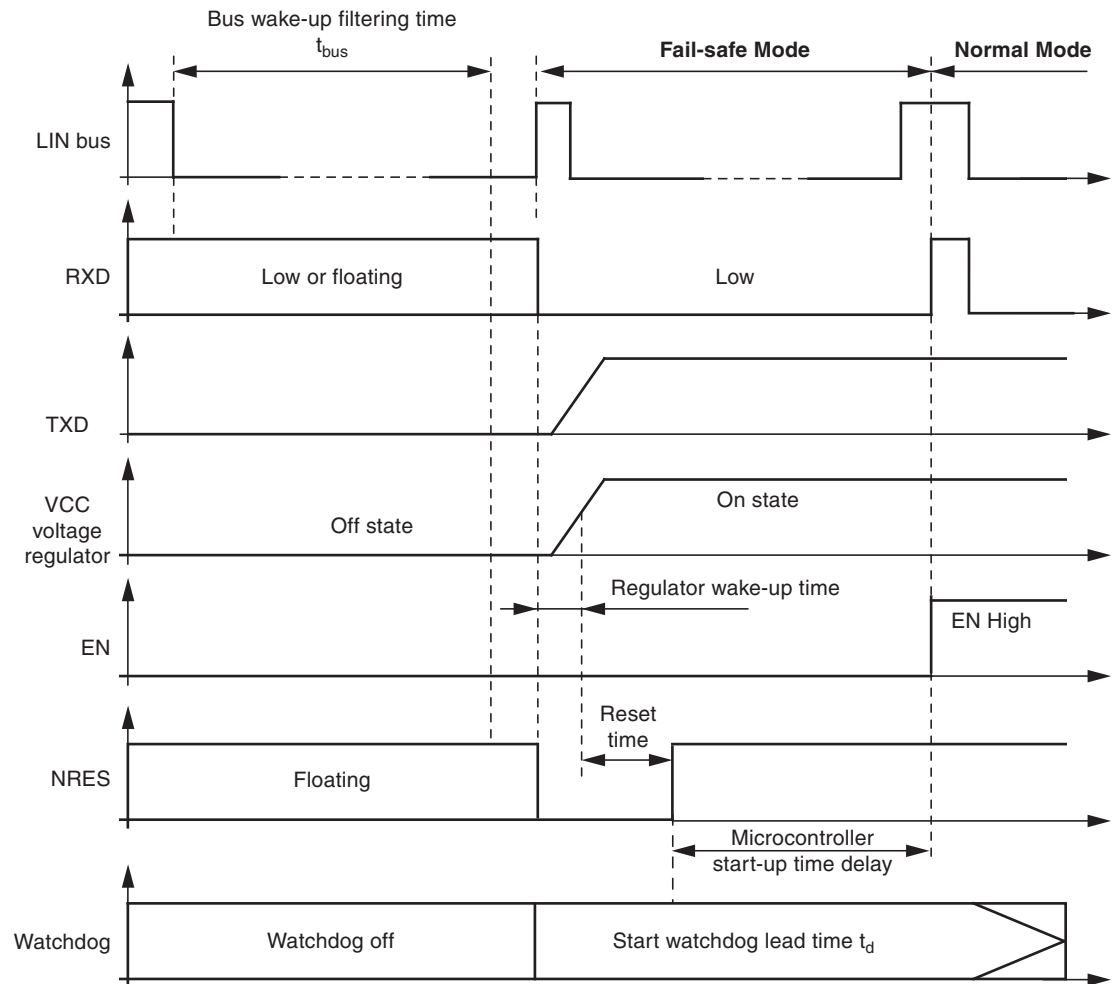 Bus wake-up filtering time
tbus
Fail-safe Mode
Normal Mode
LIN bus
RXD
Low or floating
Low
TXD
VCC
voltage
regulator
Off state
On state
Regulator wake-up time
EN
EN High
Reset
time
NRES
Floating
Microcontroller
start-up time delay
Watchdog
Watchdog off
Start watchdog lead time td